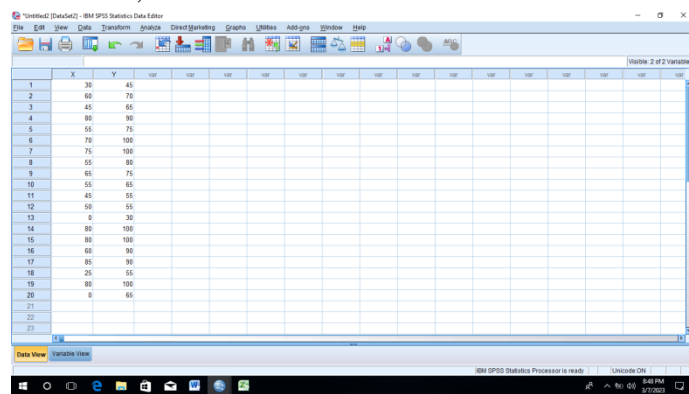 *Untitled2 [DataSet2] - IBM SPSS Statistics Data Editor
File Edit View Data Transform Analyze Direct Marketing Graphs Utilities Add-ons Window Help
Visible: 2 of 2 Variable
X Y var var var var var var var var var var var var var var
1 30 45
2 60 70
3 45 65
4 80 90
5 55 75
6 70 100
7 75 100
8 55 80
9 65 75
10 55 65
11 45 55
12 50 55
13 0 30
14 80 100
15 80 100
16 60 90
17 85 90
18 25 55
19 80 100
20 0 65
21
22
23
Data View Variable View
IBM SPSS Statistics Processor is ready Unicode:ON
8:48 PM
3/7/2023